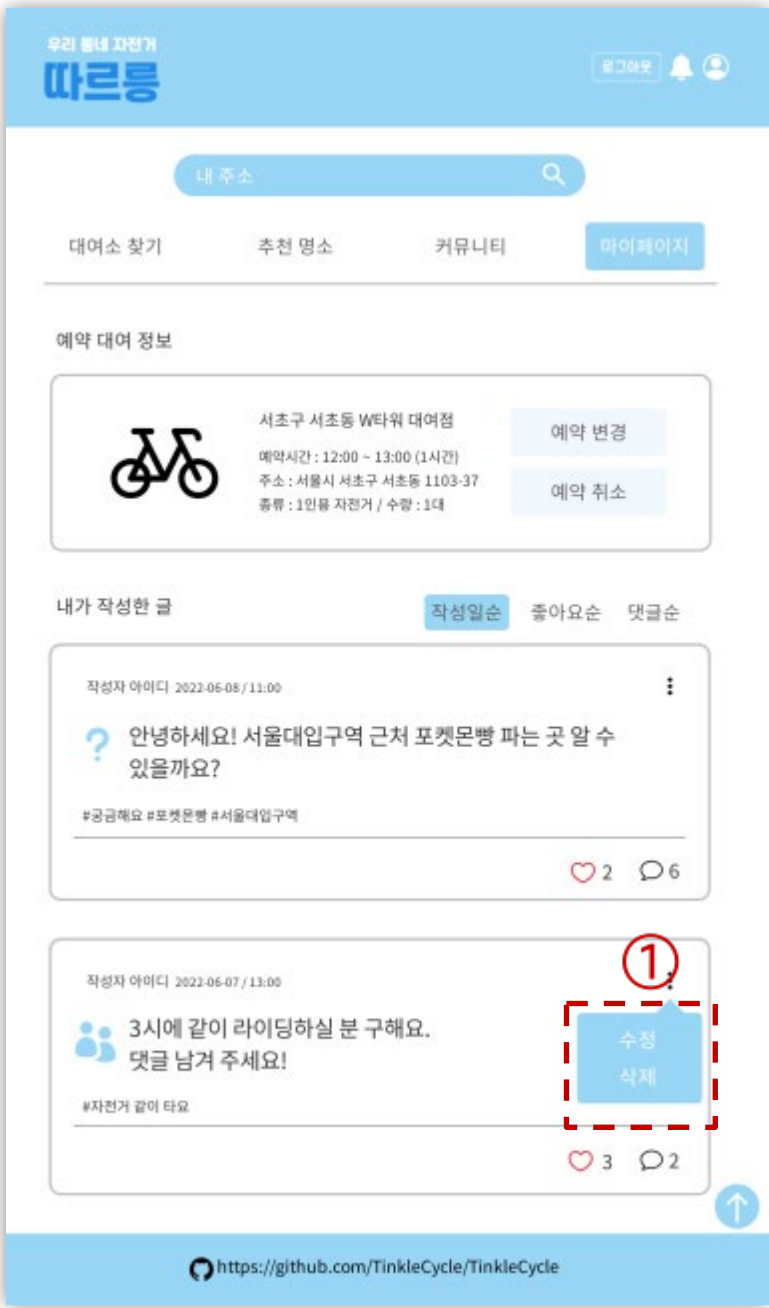 우리 동네 자전거
따르릉
로그아웃
내 주소
대여소 찾기 추천 명소 커뮤니티 마이페이지
예약 대여 정보
서초구 서초동 W타워 대여점
예약시간 : 12:00 ~ 13:00 (1시간)
주소 : 서울시 서초구 서초동 1103-37
종류 : 1인용 자전거 / 수량 : 1대
예약 변경
예약 취소
내가 작성한 글
작성일순 좋아요순 댓글순
작성자 아이디 2022-06-08 / 11:00
안녕하세요! 서울대입구역 근처 포켓몬빵 파는 곳 알 수
있을까요?
#궁금해요 #포켓몬빵 #서울대입구역
2 6
①
작성자 아이디 2022-06-07 / 13:00
3시에 같이 라이딩하실 분 구해요.
댓글 남겨 주세요!
수정
삭제
#자전거 같이 타요
3 2
https://github.com/TinkleCycle/TinkleCycle